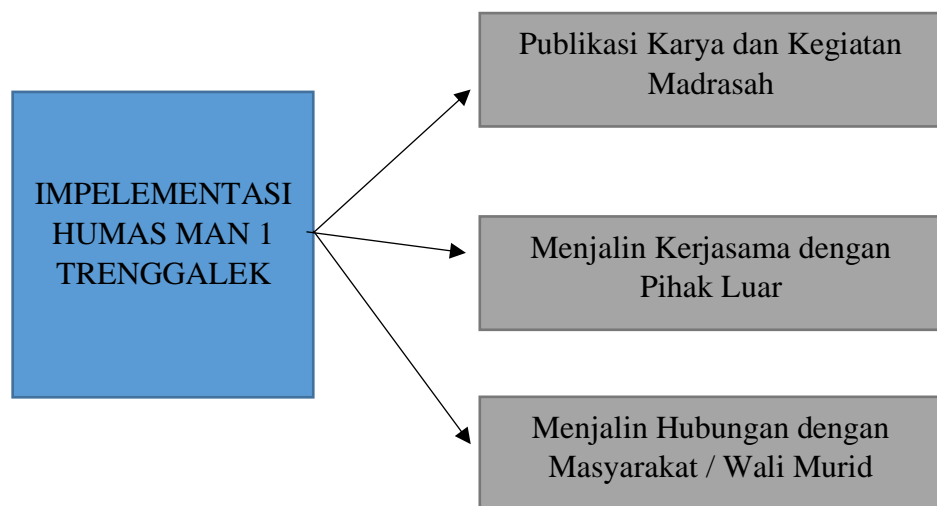 IMPELEMENTASI
HUMAS MAN 1
TRENGGALEK
Publikasi Karya dan Kegiatan
Madrasah
Menjalin Kerjasama dengan
Pihak Luar
Menjalin Hubungan dengan
Masyarakat / Wali Murid